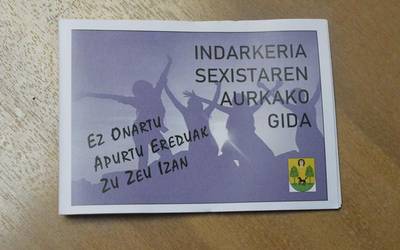 INDARKERIA
SEXISTAREN
AURKAKO
GIDA
EZ ONARTU
APURTU EREDUAK
ZU ZEU IZAN